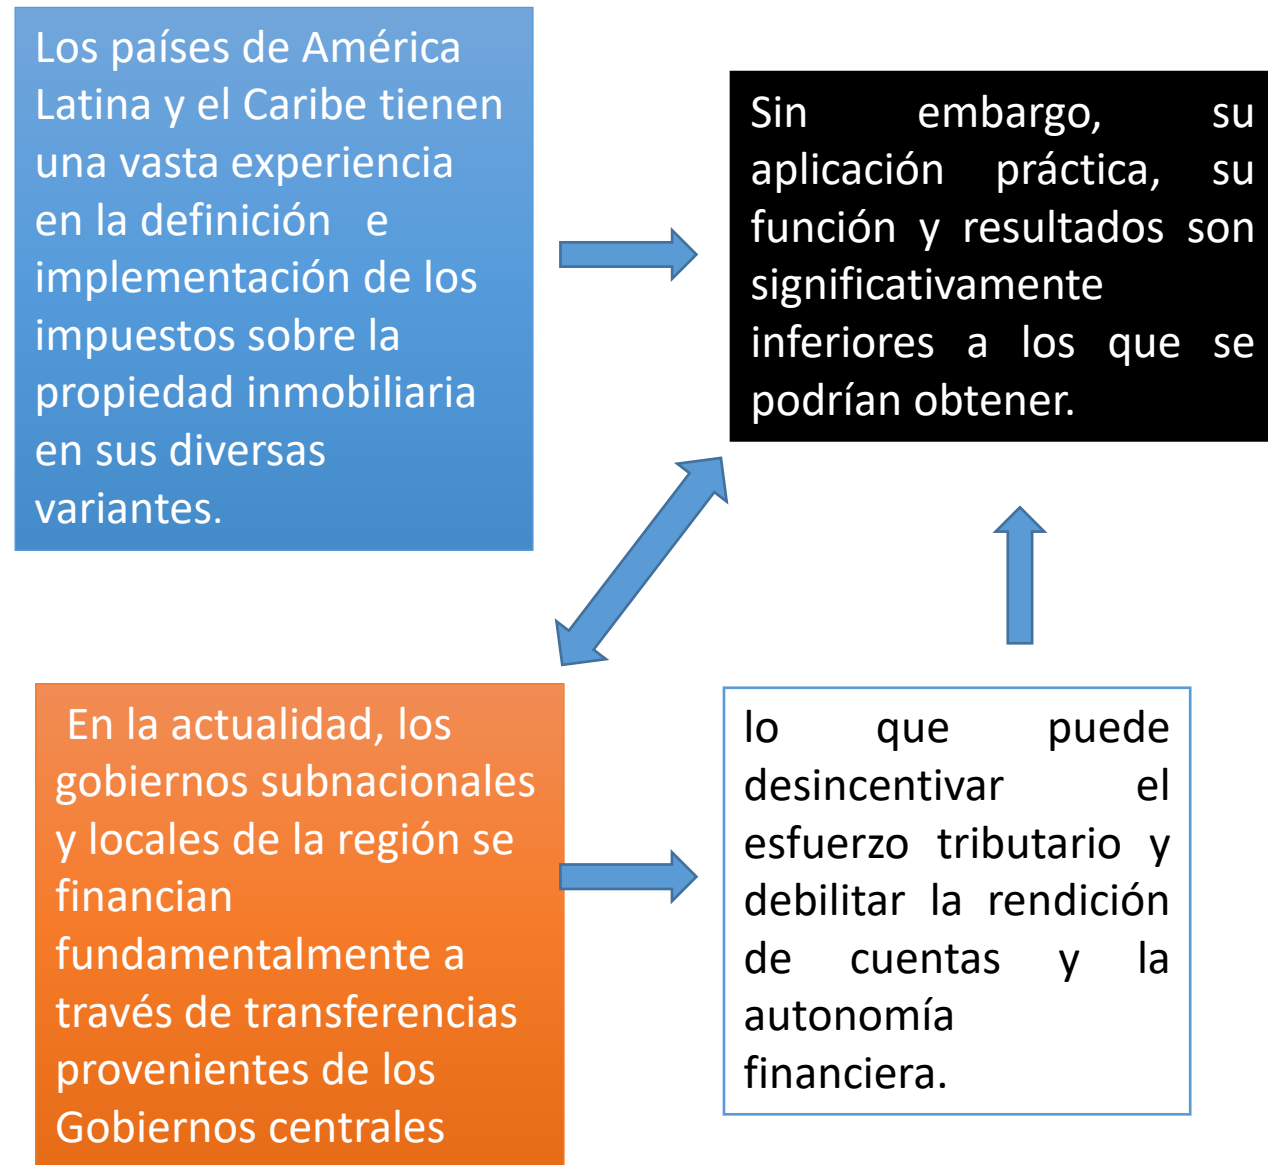 Los países de América
Latina y el Caribe tienen
una vasta experiencia
en la definición e
implementación de los
impuestos sobre la
propiedad inmobiliaria
en sus diversas
variantes.
Sin embargo, su
aplicación práctica, su
función y resultados son
significativamente
inferiores a los que se
podrían obtener.
En la actualidad, los
gobiernos subnacionales
y locales de la región se
financian
fundamentalmente a
través de transferencias
provenientes de los
Gobiernos centrales
lo que puede
desincentivar el
esfuerzo tributario y
debilitar la rendición
de cuentas y la
autonomía
financiera.